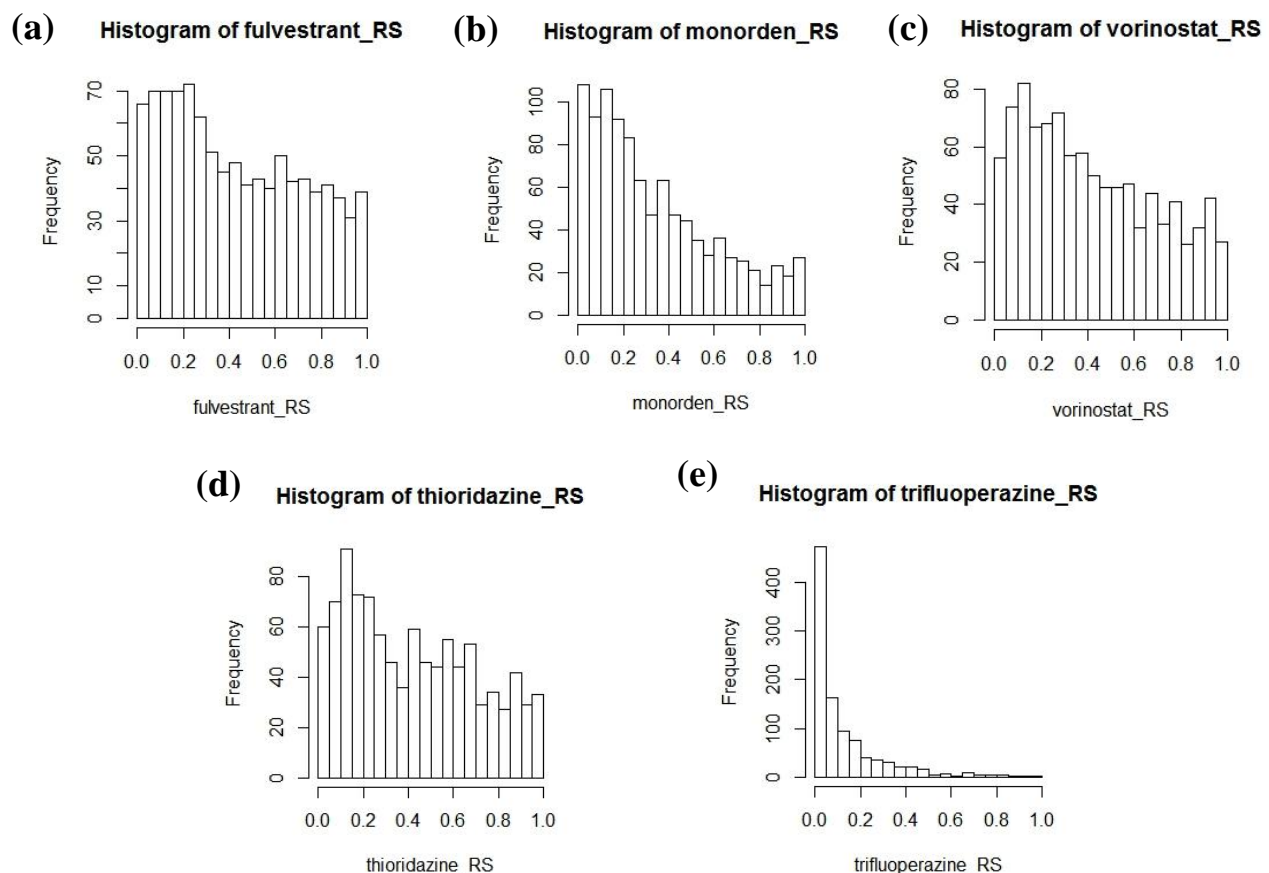 (a) Histogram of fulvestrant_RS
Frequency
0 10 30 50 70
0.0 0.2 0.4 0.6 0.8 1.0
fulvestrant_RS
(b) Histogram of monorden_RS
Frequency
0 20 40 60 80 100
0.0 0.2 0.4 0.6 0.8 1.0
monorden_RS
(c) Histogram of vorinostat_RS
Frequency
0 20 40 60 80
0.0 0.2 0.4 0.6 0.8 1.0
vorinostat_RS
(d) Histogram of thioridazine_RS
Frequency
0 20 40 60 80
0.0 0.2 0.4 0.6 0.8 1.0
thioridazine_RS
(e) Histogram of trifluoperazine_RS
Frequency
0 100 200 300 400
0.0 0.2 0.4 0.6 0.8 1.0
trifluoperazine_RS